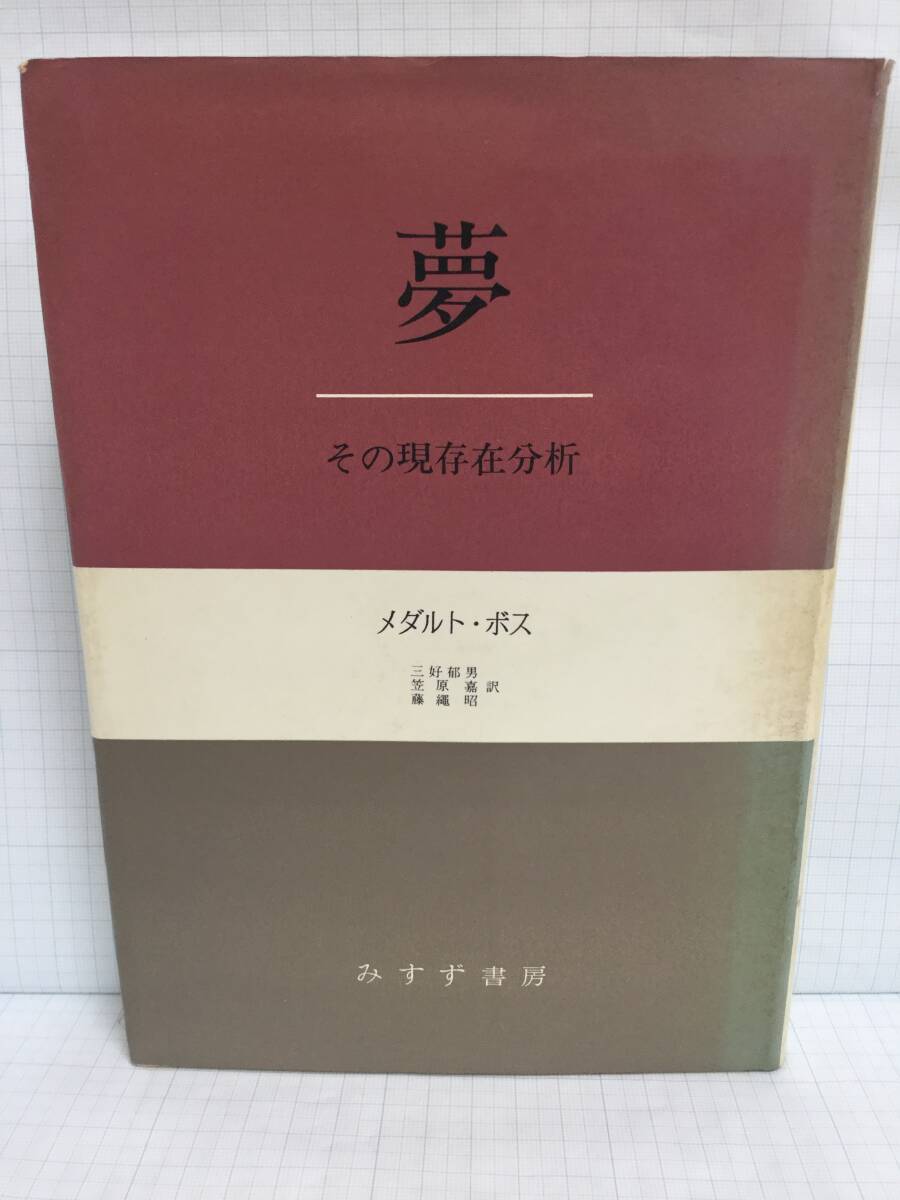 夢
その現存在分析
メダルト・ボス
三好郁男
笠原嘉訳
藤繩昭
みすず書房